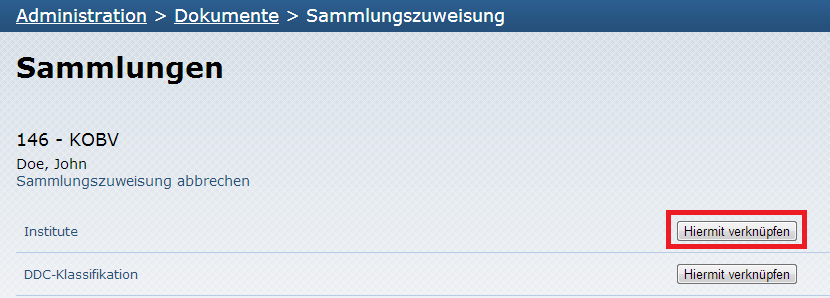 Administration > Dokumente > Sammlungszuweisung
Sammlungen
146 - KOBV
Doe, John
Sammlungszuweisung abbrechen
Institute Hiermit verknüpfen
DDC-Klassifikation Hiermit verknüpfen